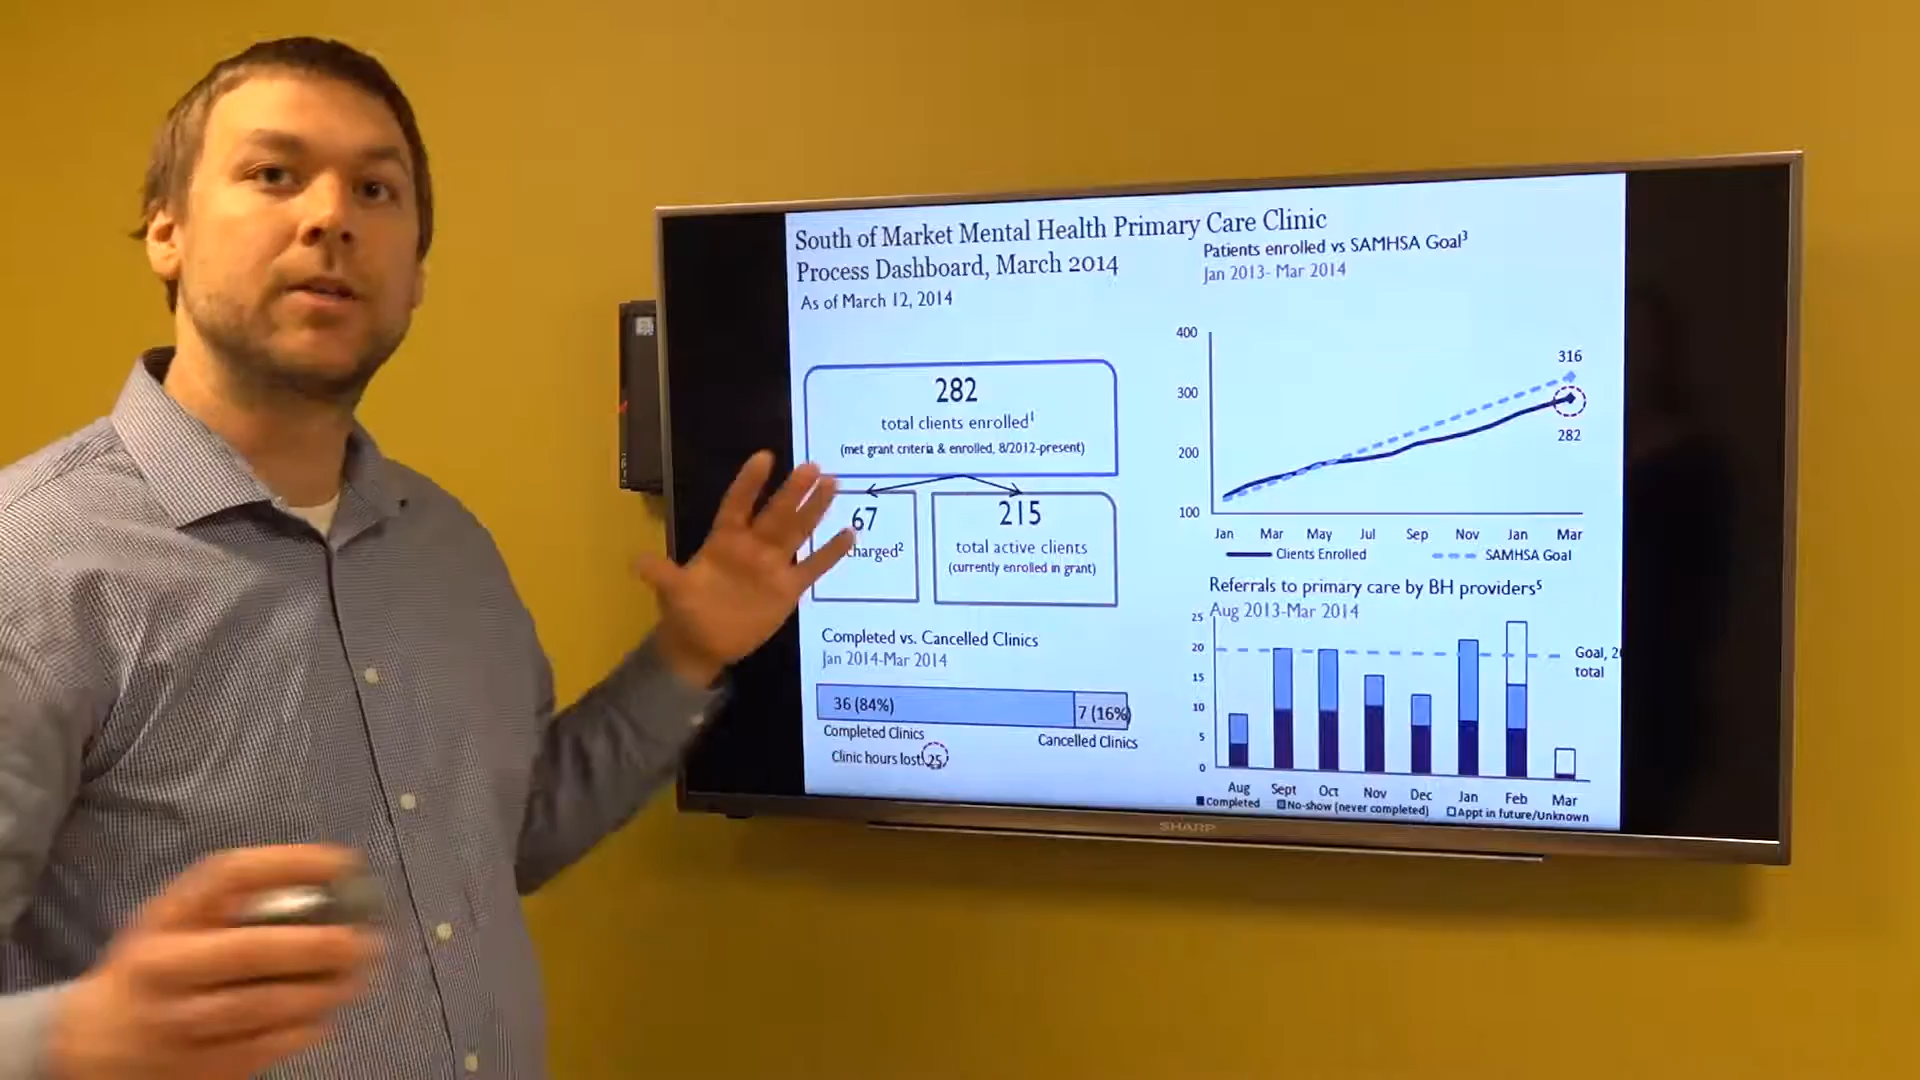 South of Market Mental Health Primary Care Clinic
Process Dashboard, March 2014
As of March 12, 2014
282
total clients enrolled¹
(met grant criteria & enrolled, 8/2012-present)
67
charged²
215
total active clients
(currently enrolled in grant)
Completed vs. Cancelled Clinics
Jan 2014-Mar 2014
36 (84%)
7 (16%)
Completed Clinics
Cancelled Clinics
Clinic hours lost: 25
Patients enrolled vs SAMHSA Goal³
Jan 2013- Mar 2014
400
300
200
100
316
282
Jan Mar May Jul Sep Nov Jan Mar
Clients Enrolled SAMHSA Goal
Referrals to primary care by BH providers⁵
Aug 2013-Mar 2014
25
20
15
10
5
0
Goal, 2
total
Aug Sept Oct Nov Dec Jan Feb Mar
Completed No-show (never completed) Appt in future/Unknown
SHARP